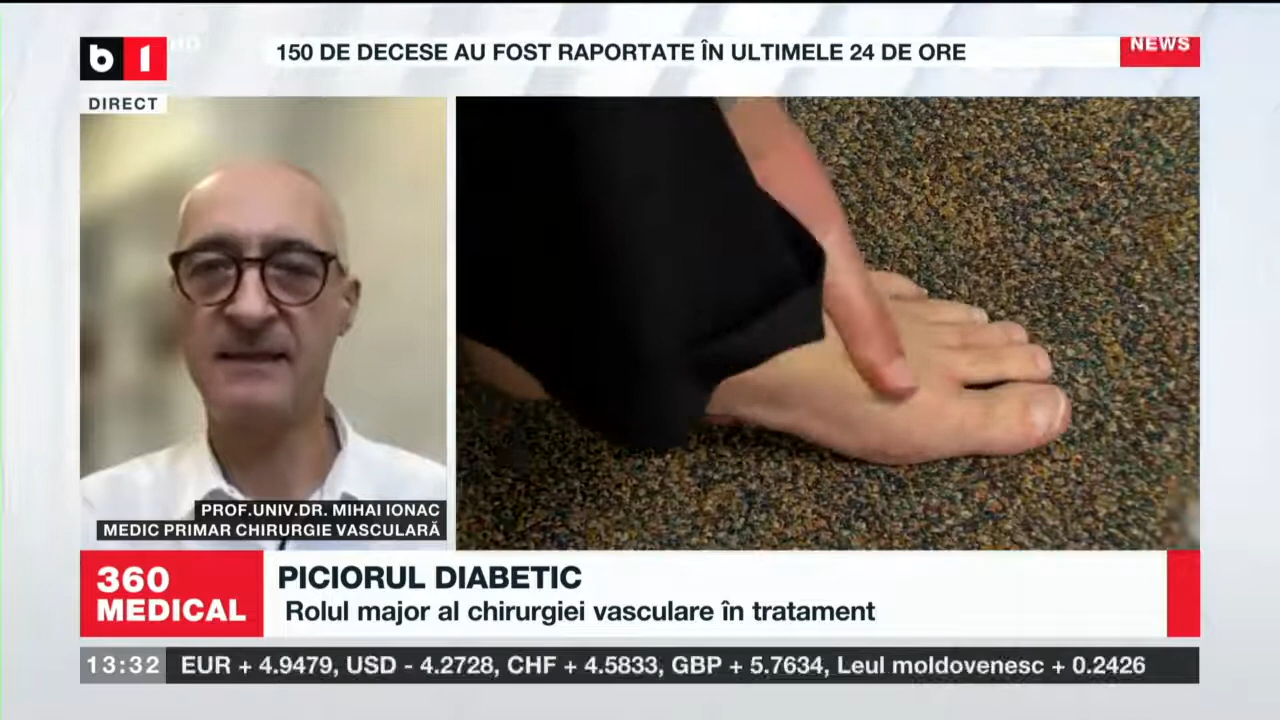 b1
150 DE DECESE AU FOST RAPORTATE ÎN ULTIMELE 24 DE ORE
NEWS
DIRECT
PROF.UNIV.DR. MIHAI IONAC
MEDIC PRIMAR CHIRURGIE VASCULARĂ
360
MEDICAL
PICIORUL DIABETIC
Rolul major al chirurgiei vasculare în tratament
13:32 EUR + 4.9479, USD - 4.2728, CHF + 4.5833, GBP + 5.7634, Leul moldovenesc + 0.2426